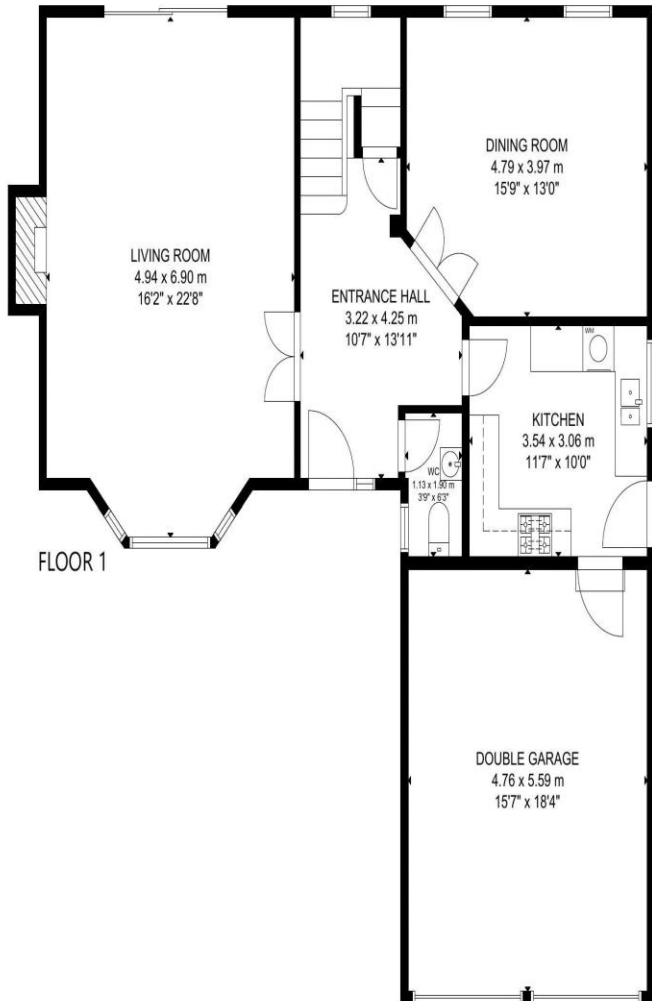 DINING ROOM
4.79 x 3.97 m
15'9" x 13'0"
LIVING ROOM
4.94 x 6.90 m
16'2" x 22'8"
ENTRANCE HALL
3.22 x 4.25 m
10'7" x 13'11"
WM
KITCHEN
3.54 x 3.06 m
11'7" x 10'0"
WC
1.13 x 1.90 m
3'9" x 6'3"
FLOOR 1
DOUBLE GARAGE
4.76 x 5.59 m
15'7" x 18'4"